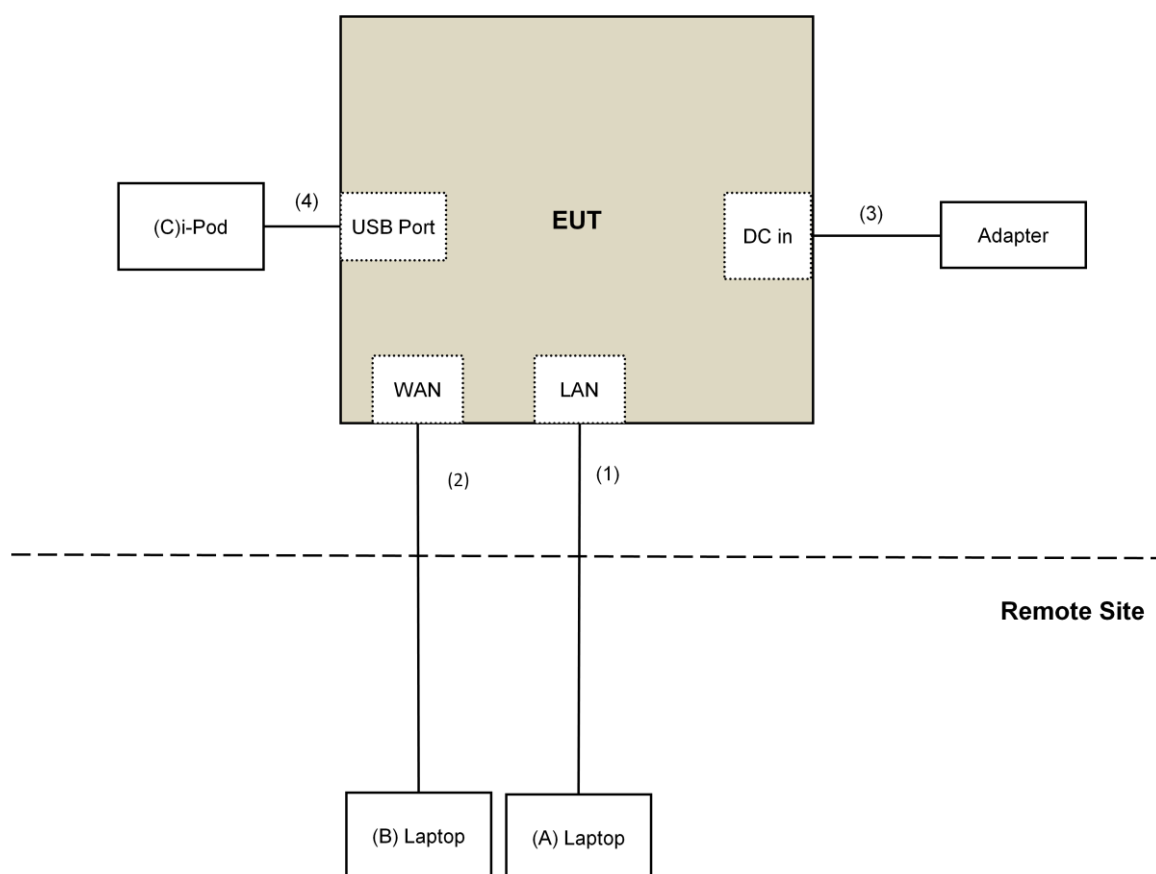 (4)
(3)
(C)i-Pod
USB Port
EUT
DC in
Adapter
WAN
LAN
(2)
(1)
Remote Site
(B) Laptop
(A) Laptop